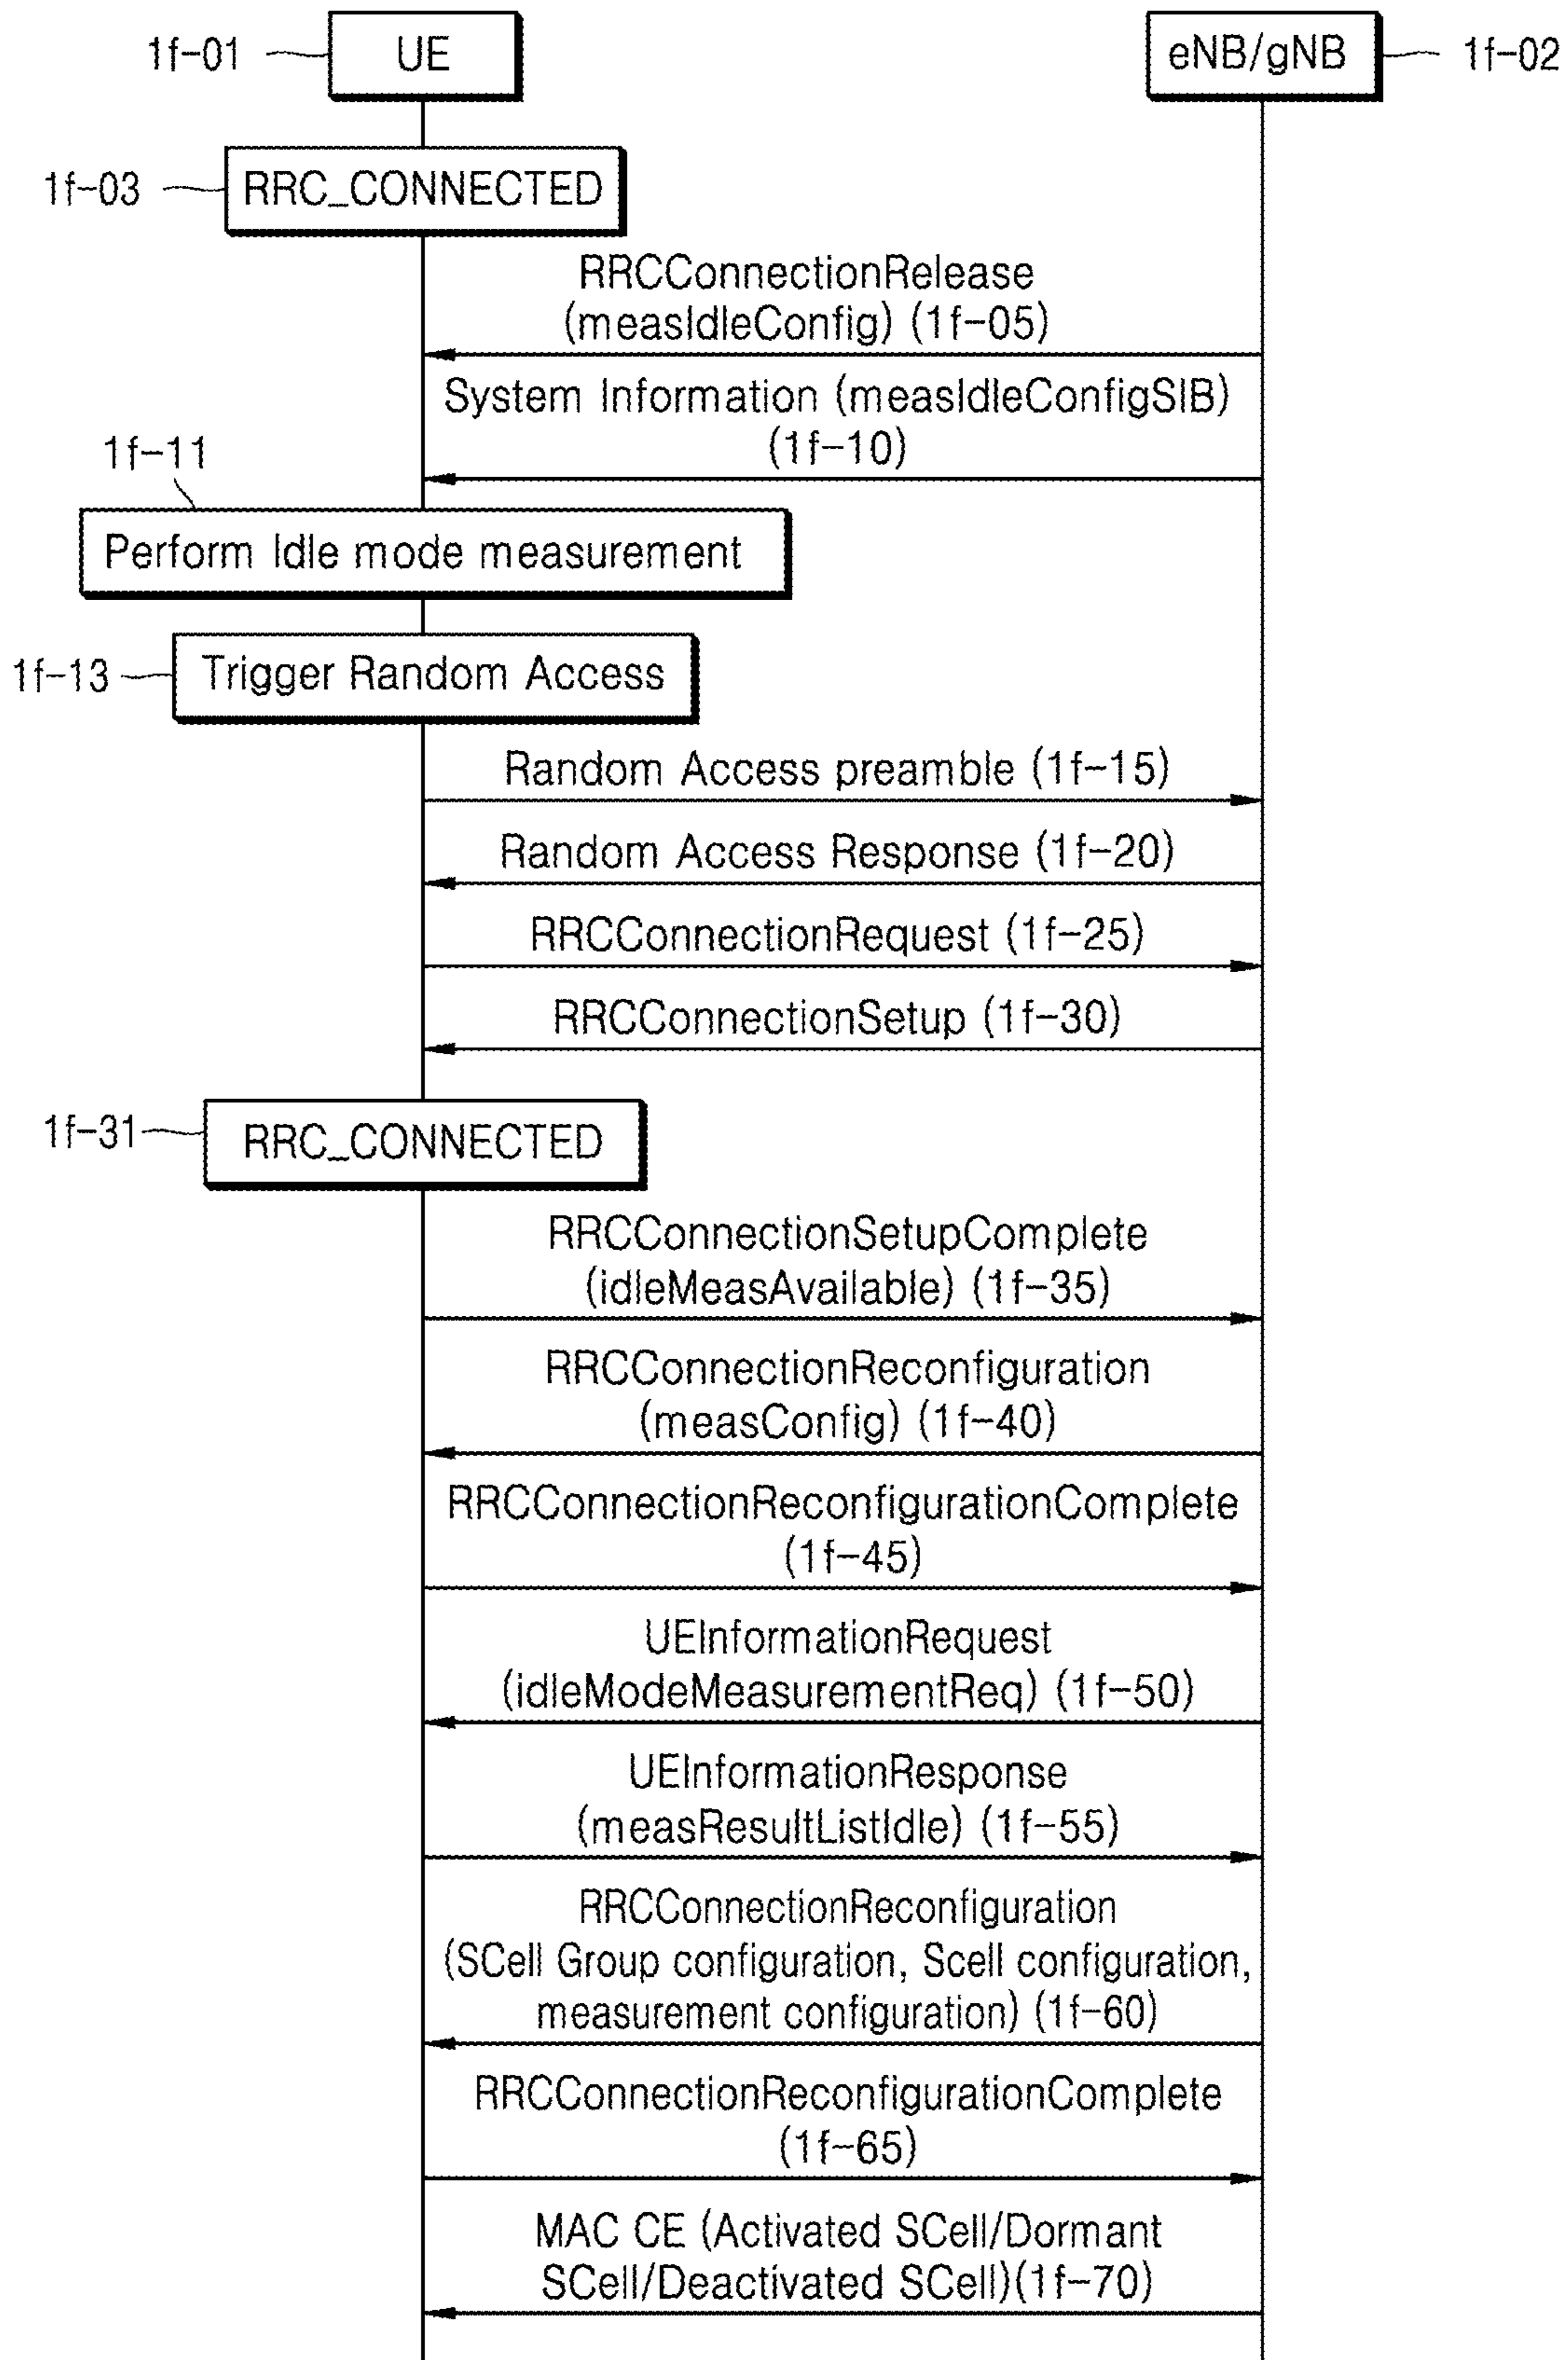 1f-01
UE
eNB/gNB
1f-02
1f-03
RRC_CONNECTED
RRCConnectionRelease
(measIdleConfig) (1f-05)
System Information (measIdleConfigSIB)
(1f-10)
1f-11
Perform Idle mode measurement
1f-13
Trigger Random Access
Random Access preamble (1f-15)
Random Access Response (1f-20)
RRCConnectionRequest (1f-25)
RRCConnectionSetup (1f-30)
1f-31
RRC_CONNECTED
RRCConnectionSetupComplete
(idleMeasAvailable) (1f-35)
RRCConnectionReconfiguration
(measConfig) (1f-40)
RRCConnectionReconfigurationComplete
(1f-45)
UEInformationRequest
(idleModeMeasurementReq) (1f-50)
UEInformationResponse
(measResultListIdle) (1f-55)
RRCConnectionReconfiguration
(SCell Group configuration, Scell configuration,
measurement configuration) (1f-60)
RRCConnectionReconfigurationComplete
(1f-65)
MAC CE (Activated SCell/Dormant
SCell/Deactivated SCell)(1f-70)